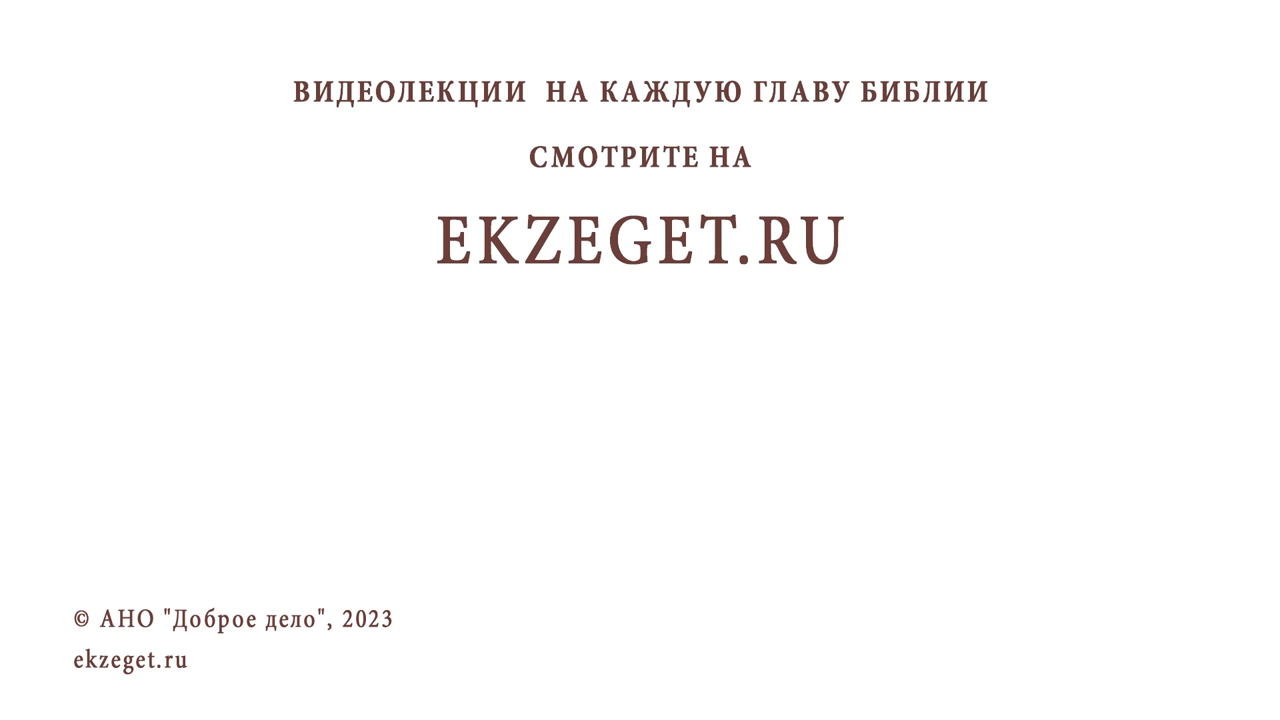 ВИДЕОЛЕКЦИИ НА КАЖДУЮ ГЛАВУ БИБЛИИ
СМОТРИТЕ НА
EKZEGET.RU
© АНО "Доброе дело", 2023
ekzeget.ru